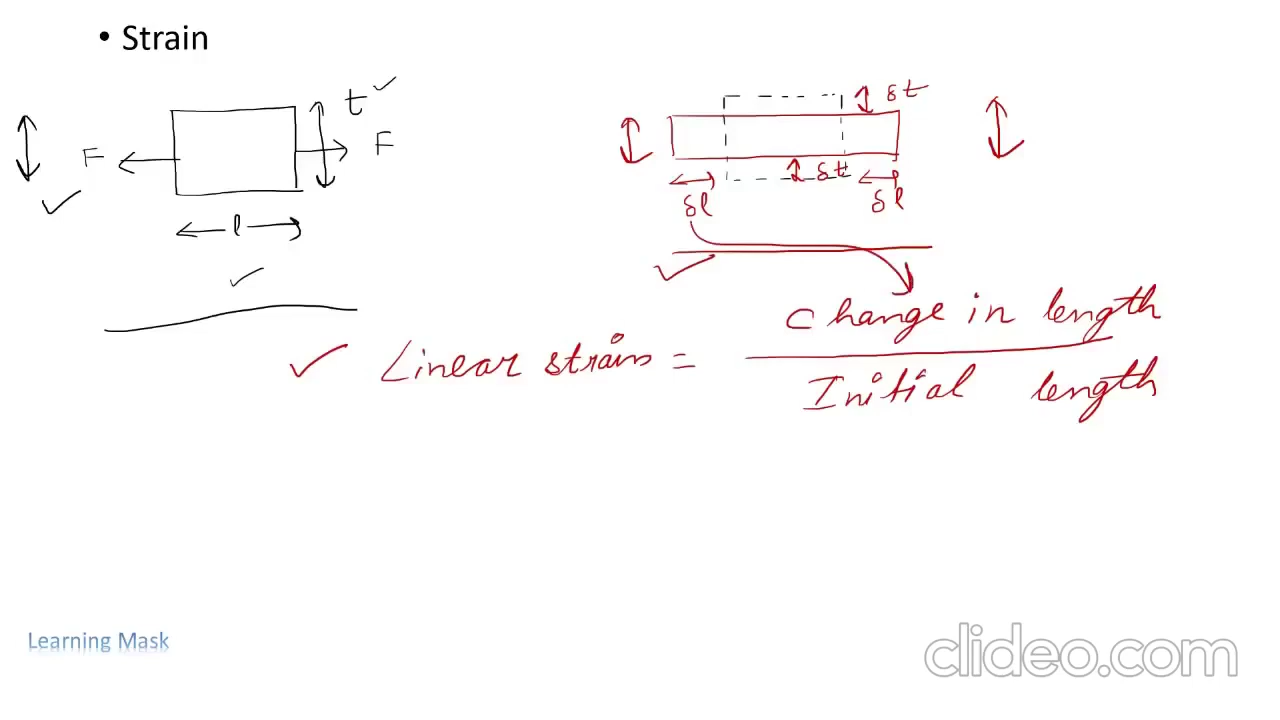 • Strain
t
F
F
l
δt
δt
δl
δl
Linear strain = change in length
Initial length
Learning Mask
clideo.com